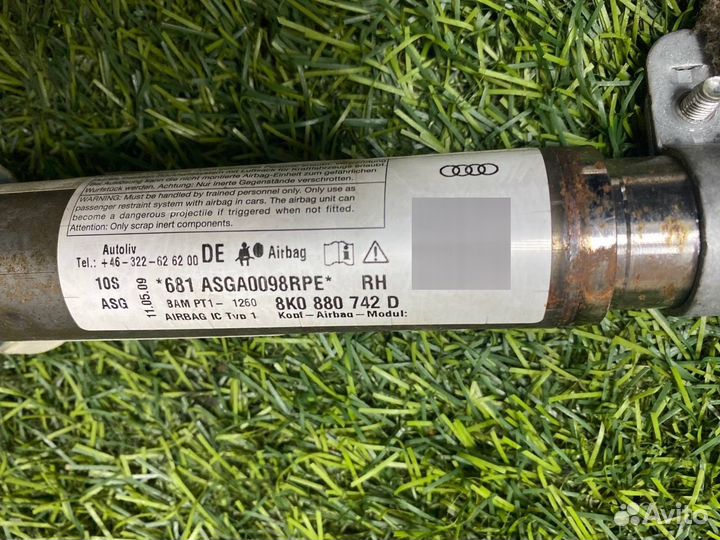 Wurfstück werden. Achtung: Nur inerte Gegenstände verschrotten.
WARNING: Must be handled by trained personnel only. Only use as
passenger restraint system with airbag in cars. The airbag unit can
become a dangerous projectile if triggered when not fitted.
Attention: Only scrap inert components.
Autoliv
Tel.: +46-322-62 62 00 DE Airbag
10S *681 ASGA0098RPE* RH
ASG 11.05.09 BAM PT1- 1260 8K0 880 742 D
AIRBAG IC Typ 1 Kopf-Airbag-Modul:
Avito